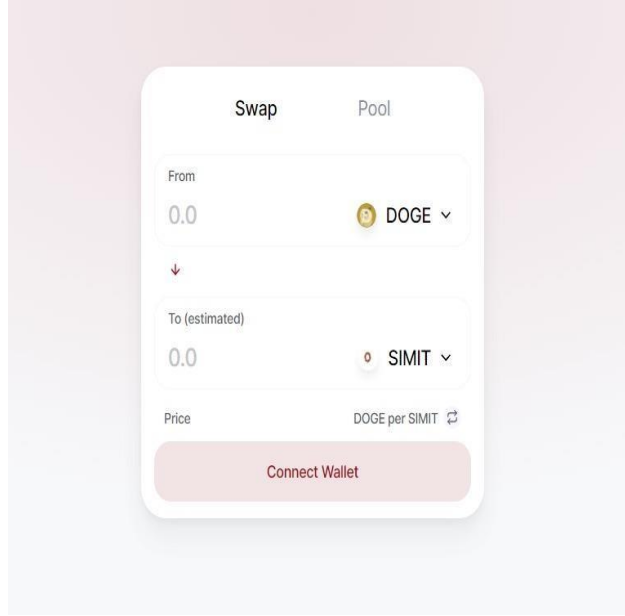 Swap Pool
From
0.0 DOGE
To (estimated)
0.0 SIMIT
Price DOGE per SIMIT
Connect Wallet